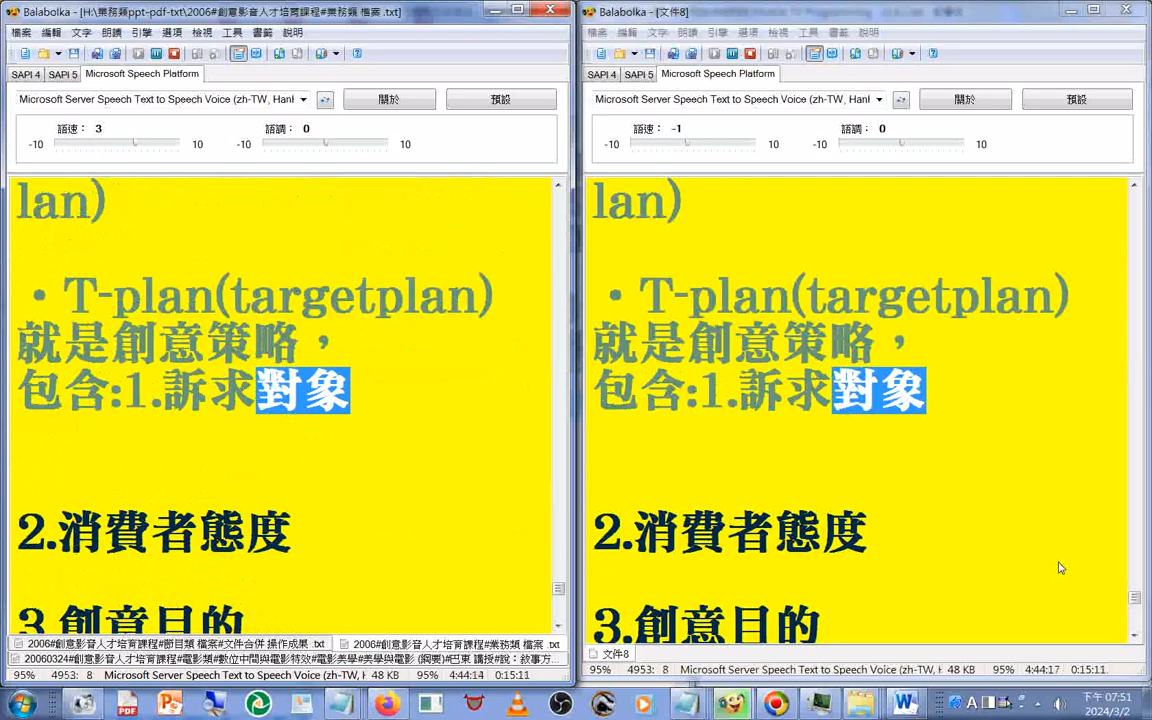 Balabolka - [H:\業務類ppt-pdf-txt\2006#創意影音人才培育課程#業務類 檔案 .txt]
檔案 編輯 文字 朗讀 引擎 選項 檢視 工具 書籤 說明
SAPI 4 SAPI 5 Microsoft Speech Platform
Microsoft Server Speech Text to Speech Voice (zh-TW, Hanl
關於
預設
語速： 3
語調： 0
-10 10 -10 10
lan)
• T-plan(targetplan)
就是創意策略，
包含:1.訴求對象
2.消費者態度
3.創意目的
2006#創意影音人才培育課程#節目類 檔案#文件合併 操作成果 .txt
2006#創意影音人才培育課程#業務類 檔案 .txt
20060324#創意影音人才培育課程#電影類#數位中間與電影特效#電影美學#美學與電影 (綱要)#巴東 講授#說：敘事方...
95% 4953: 8 Microsoft Server Speech Text to Speech Voice (zh-TW, H 48 KB 95% 4:44:14 0:15:11
Balabolka - [文件8]
檔案 編輯 文字 朗讀 引擎 選項 檢視 工具 書籤 說明
SAPI 4 SAPI 5 Microsoft Speech Platform
Microsoft Server Speech Text to Speech Voice (zh-TW, Hanl
關於
預設
語速： -1
語調： 0
-10 10 -10 10
lan)
• T-plan(targetplan)
就是創意策略，
包含:1.訴求對象
2.消費者態度
3.創意目的
文件8
95% 4953: 8 Microsoft Server Speech Text to Speech Voice (zh-TW, H 48 KB 95% 4:44:17 0:15:11
下午 07:51
2024/3/2